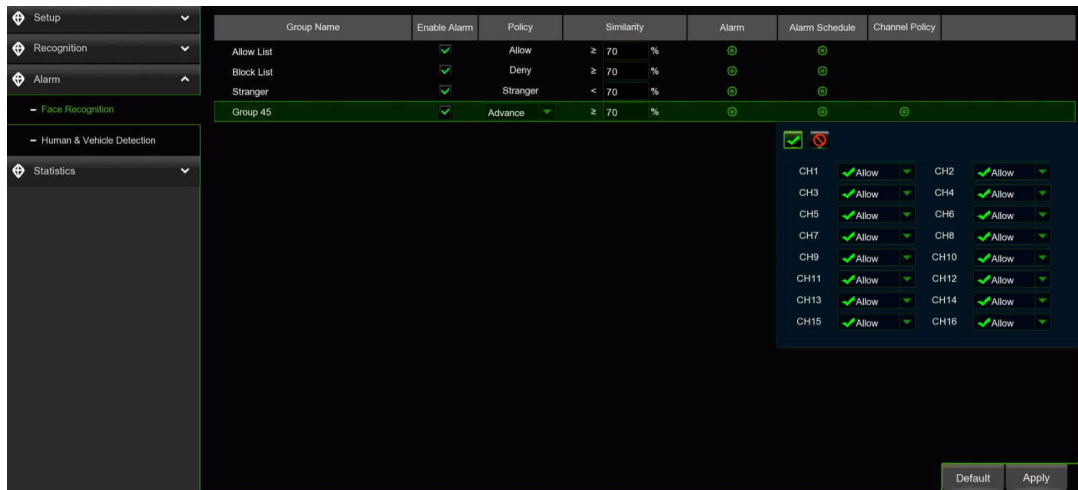 Setup
Recognition
Alarm
Face Recognition
Human & Vehicle Detection
Statistics
Group Name Enable Alarm Policy Similarity Alarm Alarm Schedule Channel Policy
Allow List Allow ≥ 70 %
Block List Deny ≥ 70 %
Stranger Stranger < 70 %
Group 45 Advance ≥ 70 %
CH1 Allow CH2 Allow
CH3 Allow CH4 Allow
CH5 Allow CH6 Allow
CH7 Allow CH8 Allow
CH9 Allow CH10 Allow
CH11 Allow CH12 Allow
CH13 Allow CH14 Allow
CH15 Allow CH16 Allow
Default Apply